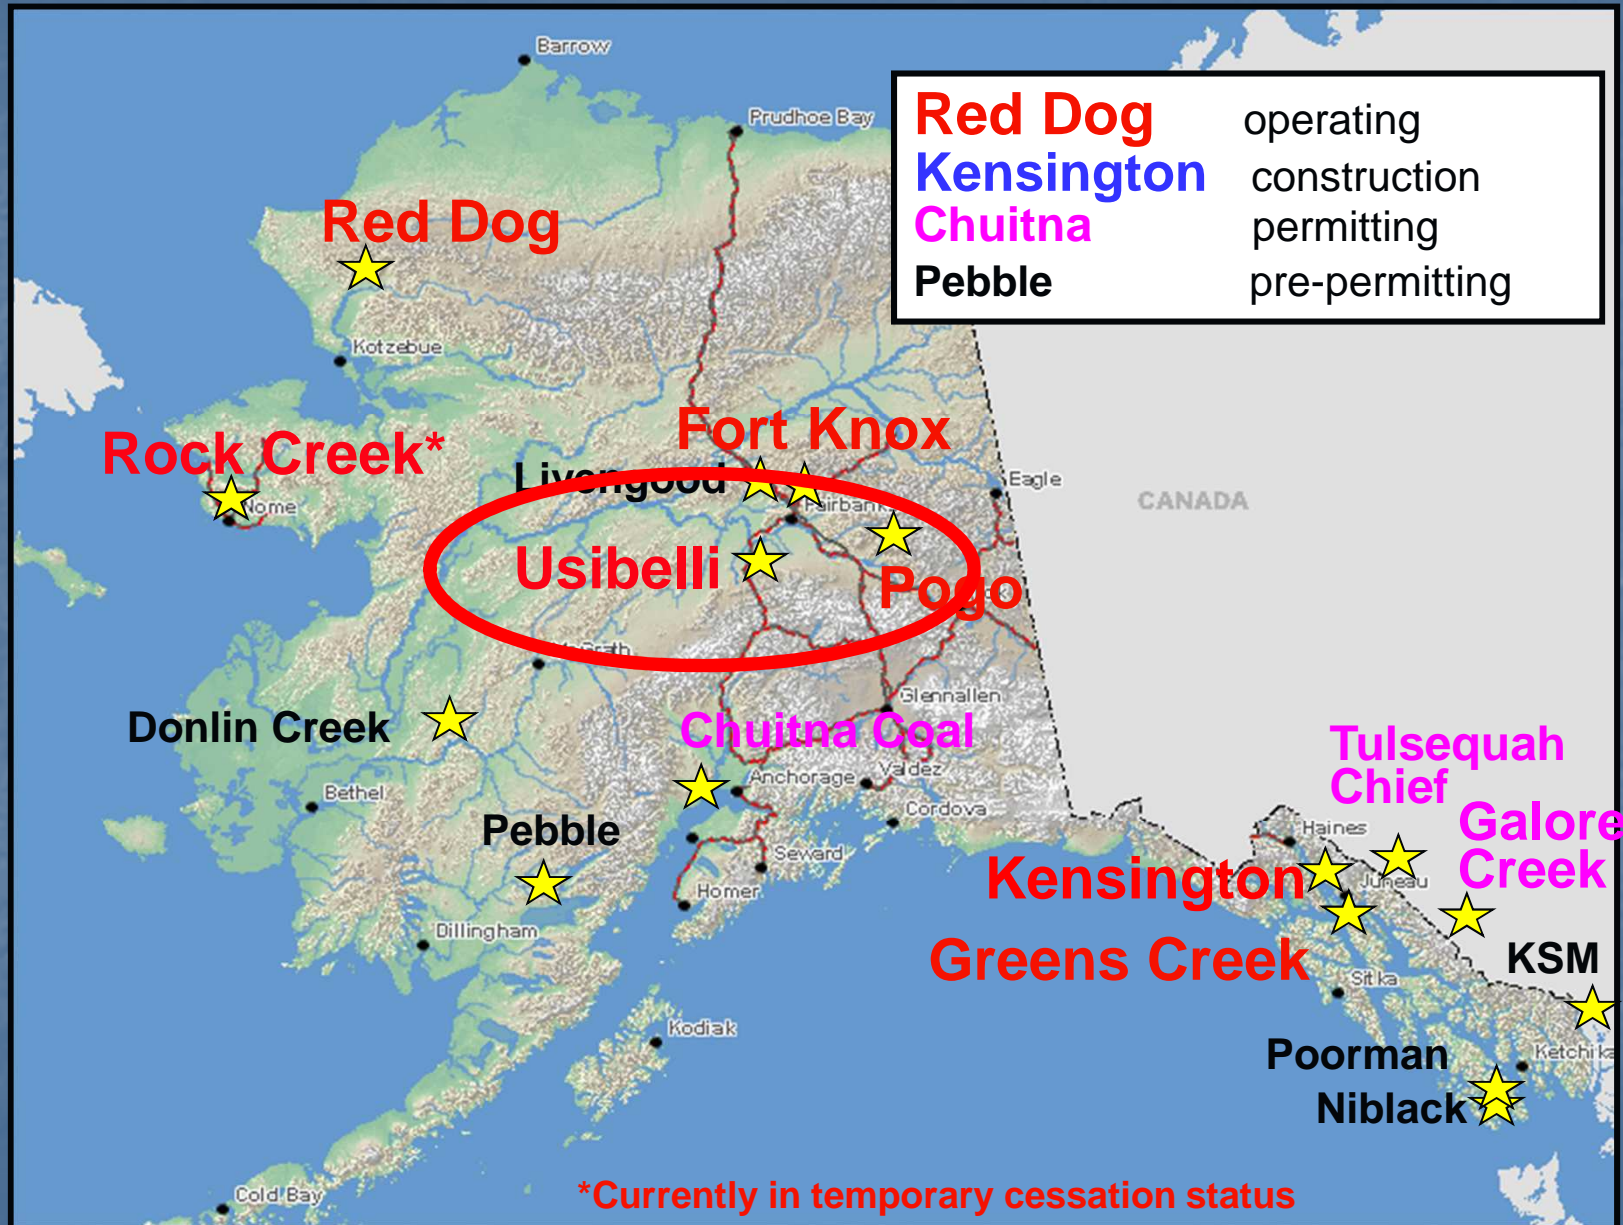 Barrow
Prudhoe Bay
Red Dog operating
Kensington construction
Chuitna permitting
Pebble pre-permitting
Red Dog
Kotzebue
Fort Knox
Rock Creek*
Livengood
Eagle
CANADA
Nome
Fairbanks
Usibelli
Pogo
Glennallen
Donlin Creek
Chuitna Coal
Tulsequah
Chief
Anchorage
Valdez
Bethel
Cordova
Galore
Creek
Pebble
Haines
Seward
Kensington
Juneau
Homer
Dillingham
Greens Creek
KSM
Sitka
Kodiak
Poorman
Ketchika
Niblack
*Currently in temporary cessation status
Cold Bay